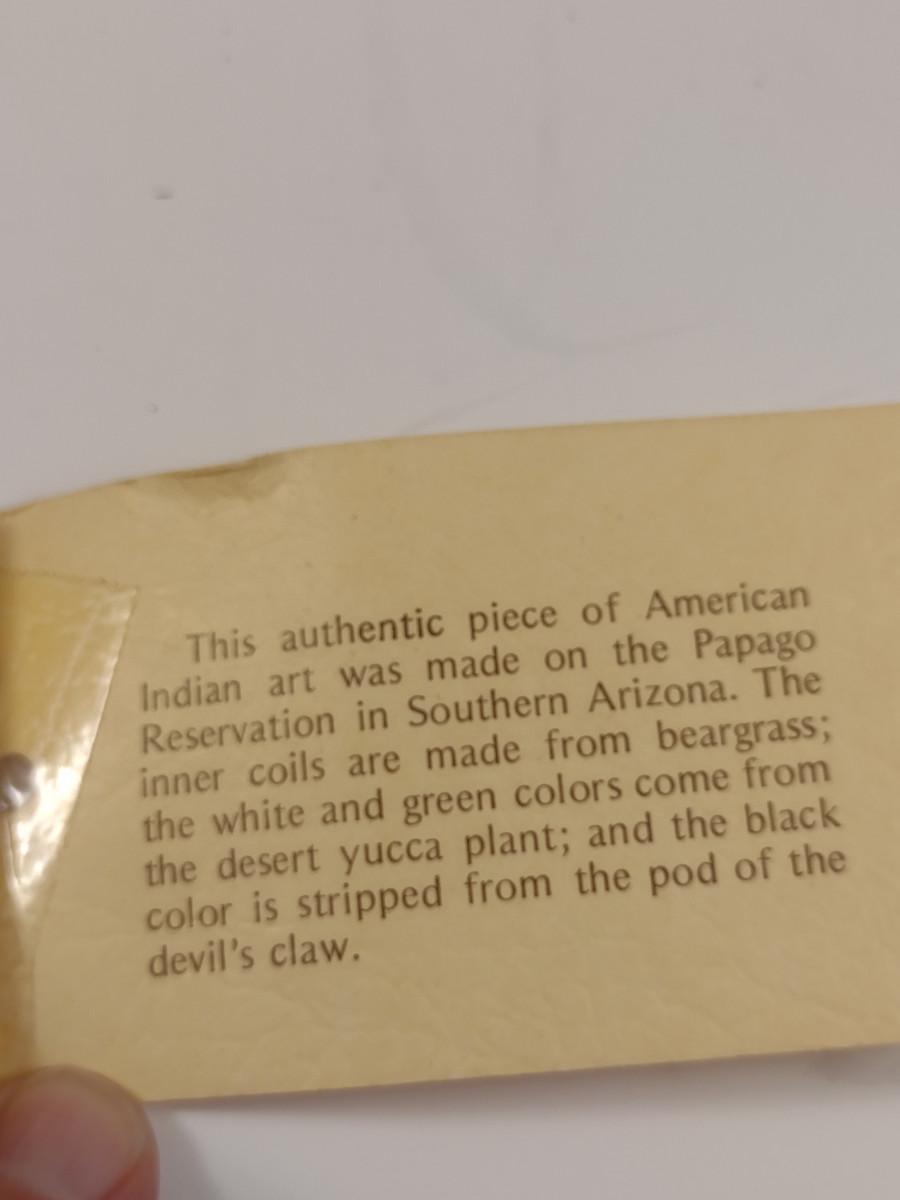 This authentic piece of American
Indian art was made on the Papago
Reservation in Southern Arizona. The
inner coils are made from beargrass;
the white and green colors come from
the desert yucca plant; and the black
color is stripped from the pod of the
devil's claw.